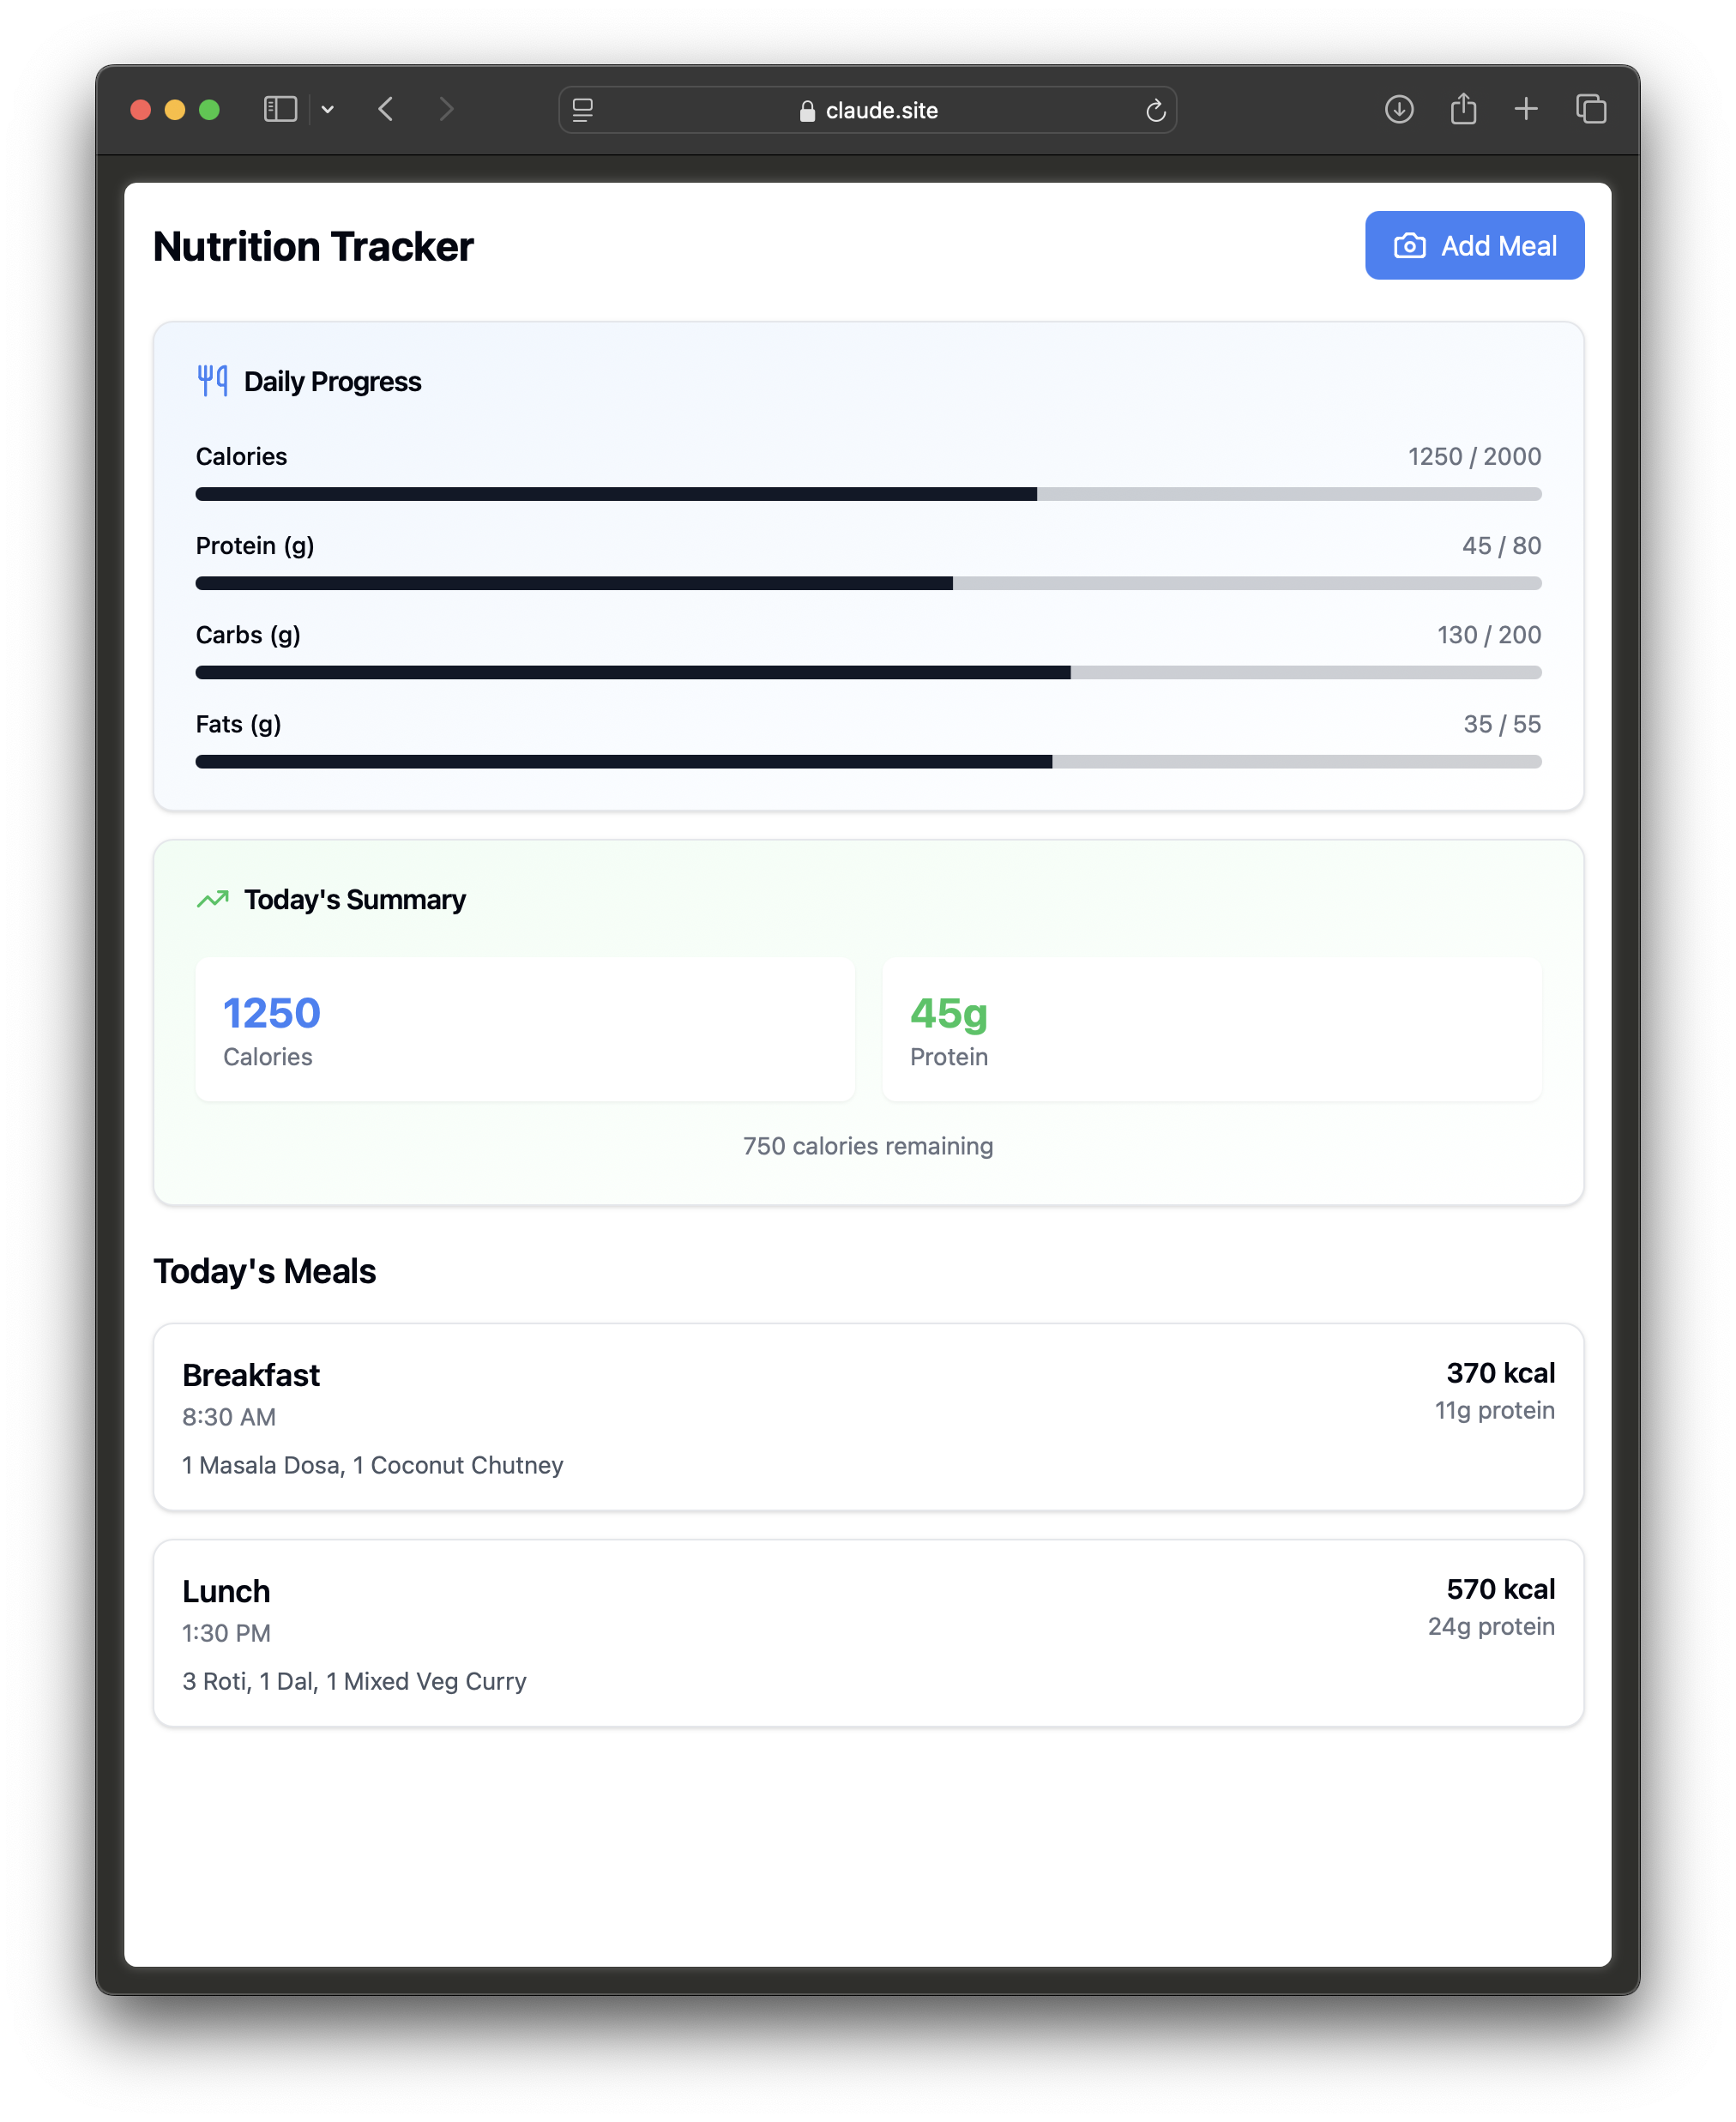 claude.site
Nutrition Tracker
Add Meal
Daily Progress
Calories 1250 / 2000
Protein (g) 45 / 80
Carbs (g) 130 / 200
Fats (g) 35 / 55
Today's Summary
1250 45g
Calories Protein
750 calories remaining
Today's Meals
Breakfast 370 kcal
8:30 AM 11g protein
1 Masala Dosa, 1 Coconut Chutney
Lunch 570 kcal
1:30 PM 24g protein
3 Roti, 1 Dal, 1 Mixed Veg Curry